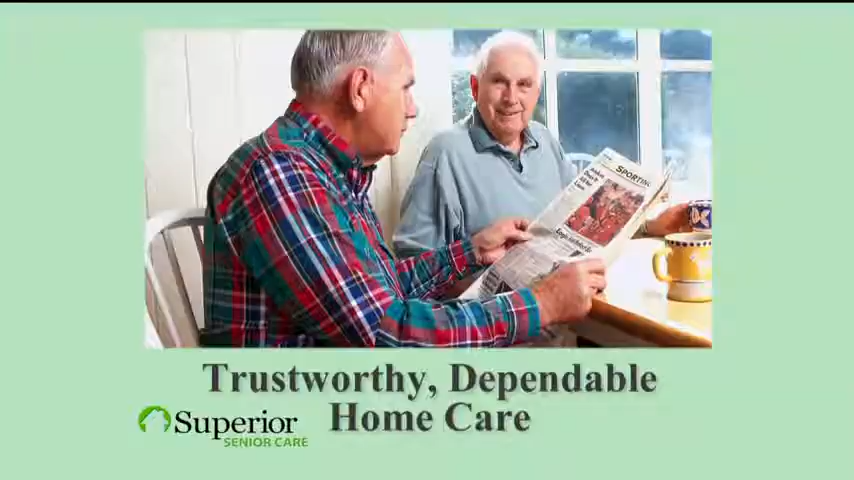 SPORTING
Trustworthy, Dependable
Home Care
Superior
SENIOR CARE